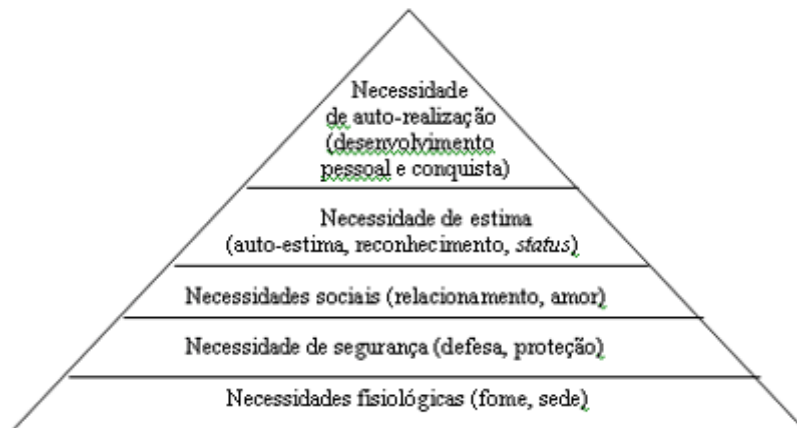 Necessidade
de auto-realização
(desenvolvimento
pessoal e conquista)
Necessidade de estima
(auto-estima, reconhecimento, status)
Necessidades sociais (relacionamento, amor)
Necessidade de segurança (defesa, proteção)
Necessidades fisiológicas (fome, sede)